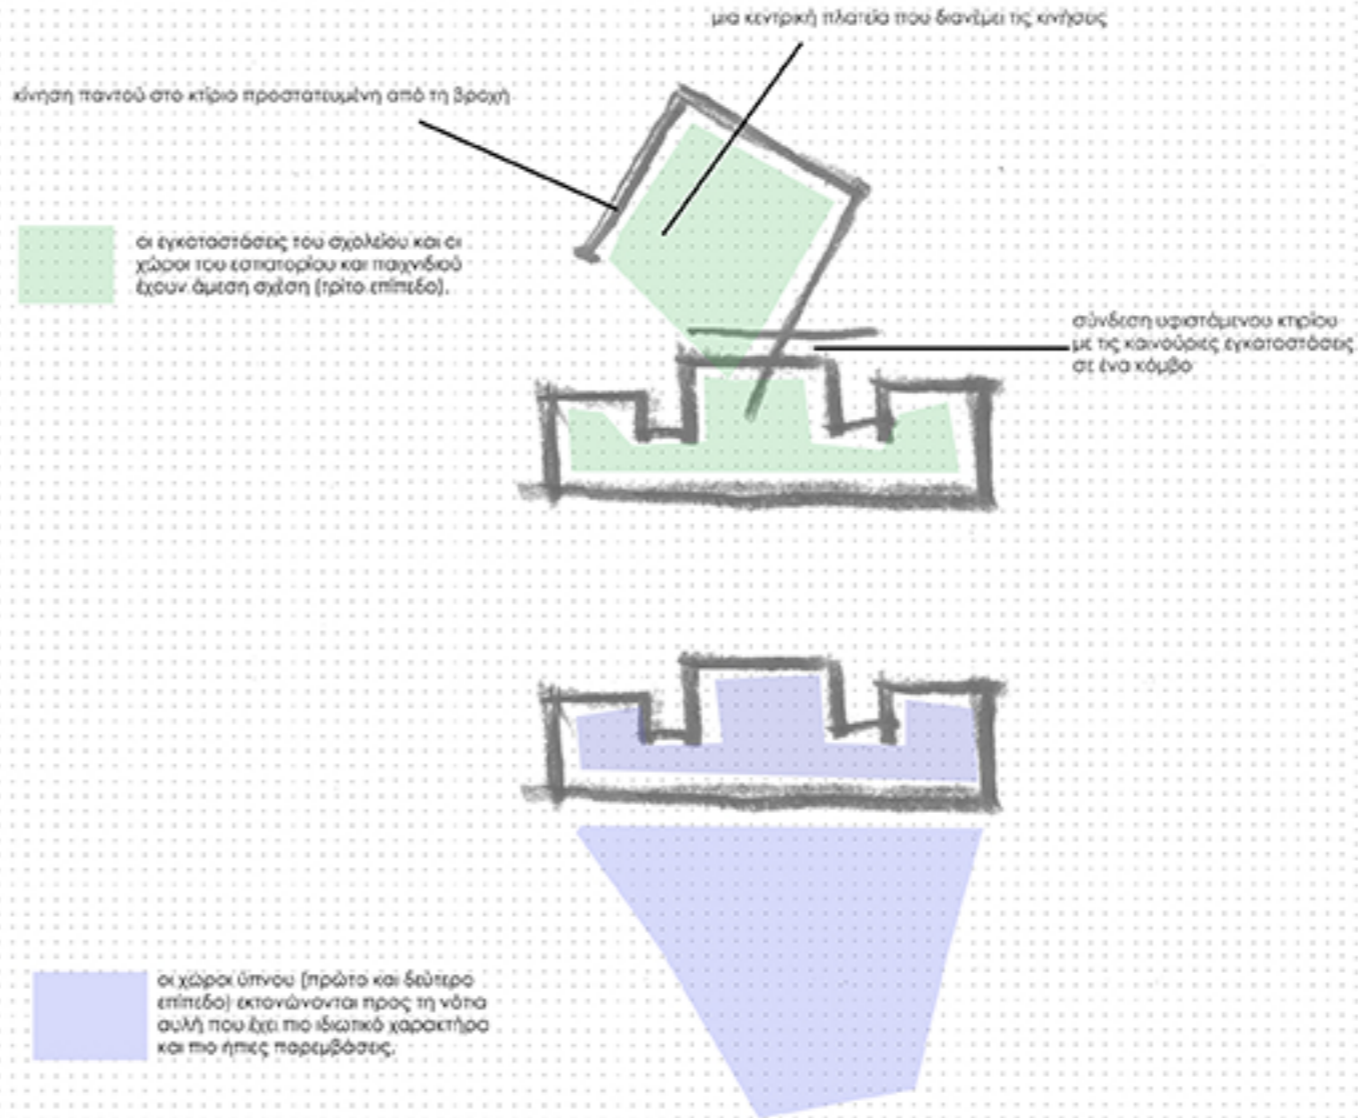 μια κεντρική πλατεία που διανέμει τις κινήσεις
κίνηση παντού στο κτίριο προστατευμένη από τη βροχή
οι εγκαταστάσεις του σχολείου και οι
χώροι του εστιατορίου και παιχνιδιού
έχουν άμεση σχέση (τρίτο επίπεδο).
σύνδεση υφιστάμενου κτηρίου
με τις καινούριες εγκαταστάσεις
σε ένα κόμβο
οι χώροι ύπνου (πρώτο και δεύτερο
επίπεδο) εκτονώνονται προς τη νότια
αυλή που έχει πιο ιδιωτικό χαρακτήρα
και πιο ήπιες παρεμβάσεις.